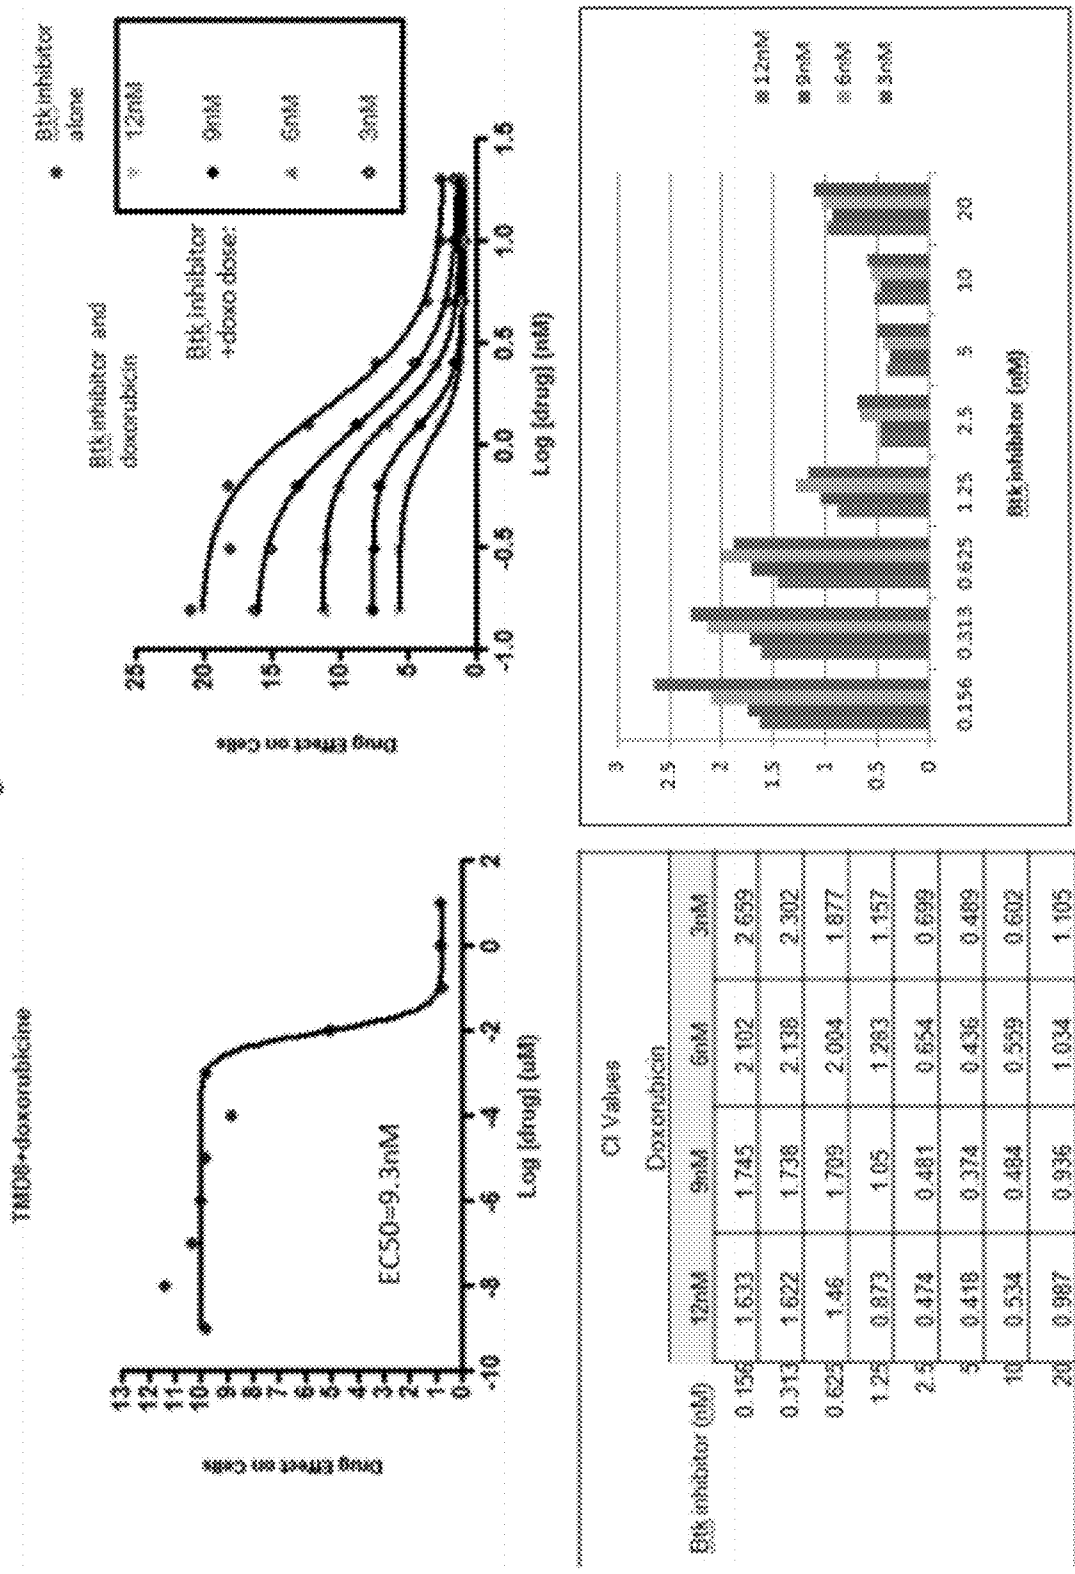 TMD8+doxorubicine
Drug Effect on Cells
13
12
11
10
9
8
7
6
5
4
3
2
1
0
EC50=9.3nM
-10 -8 -6 -4 -2 0 2
Log [drug] (uM)
Btk inhibitor and
doxorubicin
Drug Effect on Cells
25
20
15
10
5
0
-1.0 -0.5 0.0 0.5 1.0 1.5
Log [drug] (nM)
Btk inhibitor
alone
Btk inhibitor
+doxo dose:
12nM
9nM
6nM
3nM
CI Values
Doxorubicin
Btk inhibitor (nM) 12nM 9nM 6nM 3nM
0.156 1.633 1.745 2.102 2.659
0.313 1.622 1.738 2.138 2.302
0.625 1.46 1.709 2.004 1.877
1.25 0.873 1.05 1.283 1.157
2.5 0.474 0.481 0.654 0.699
5 0.418 0.374 0.436 0.489
10 0.534 0.484 0.559 0.602
20 0.987 0.936 1.034 1.105
3
2.5
2
1.5
1
0.5
0
0.156 0.313 0.625 1.25 2.5 5 10 20
Btk inhibitor (nM)
12nM
9nM
6nM
3nM